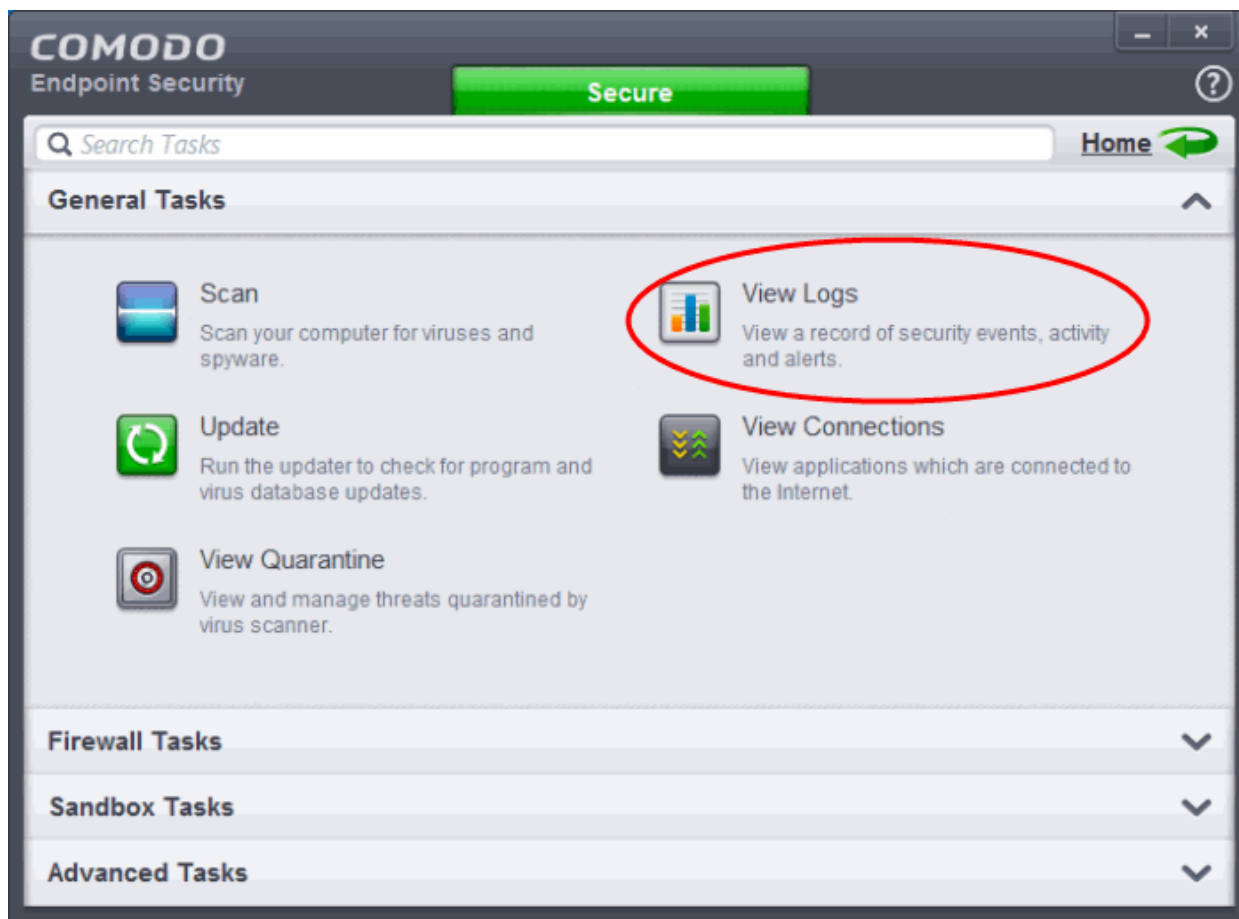 COMODO
Endpoint Security
Secure
Search Tasks
Home
General Tasks
Scan
Scan your computer for viruses and
spyware.
View Logs
View a record of security events, activity
and alerts.
Update
Run the updater to check for program and
virus database updates.
View Connections
View applications which are connected to
the Internet.
View Quarantine
View and manage threats quarantined by
virus scanner.
Firewall Tasks
Sandbox Tasks
Advanced Tasks